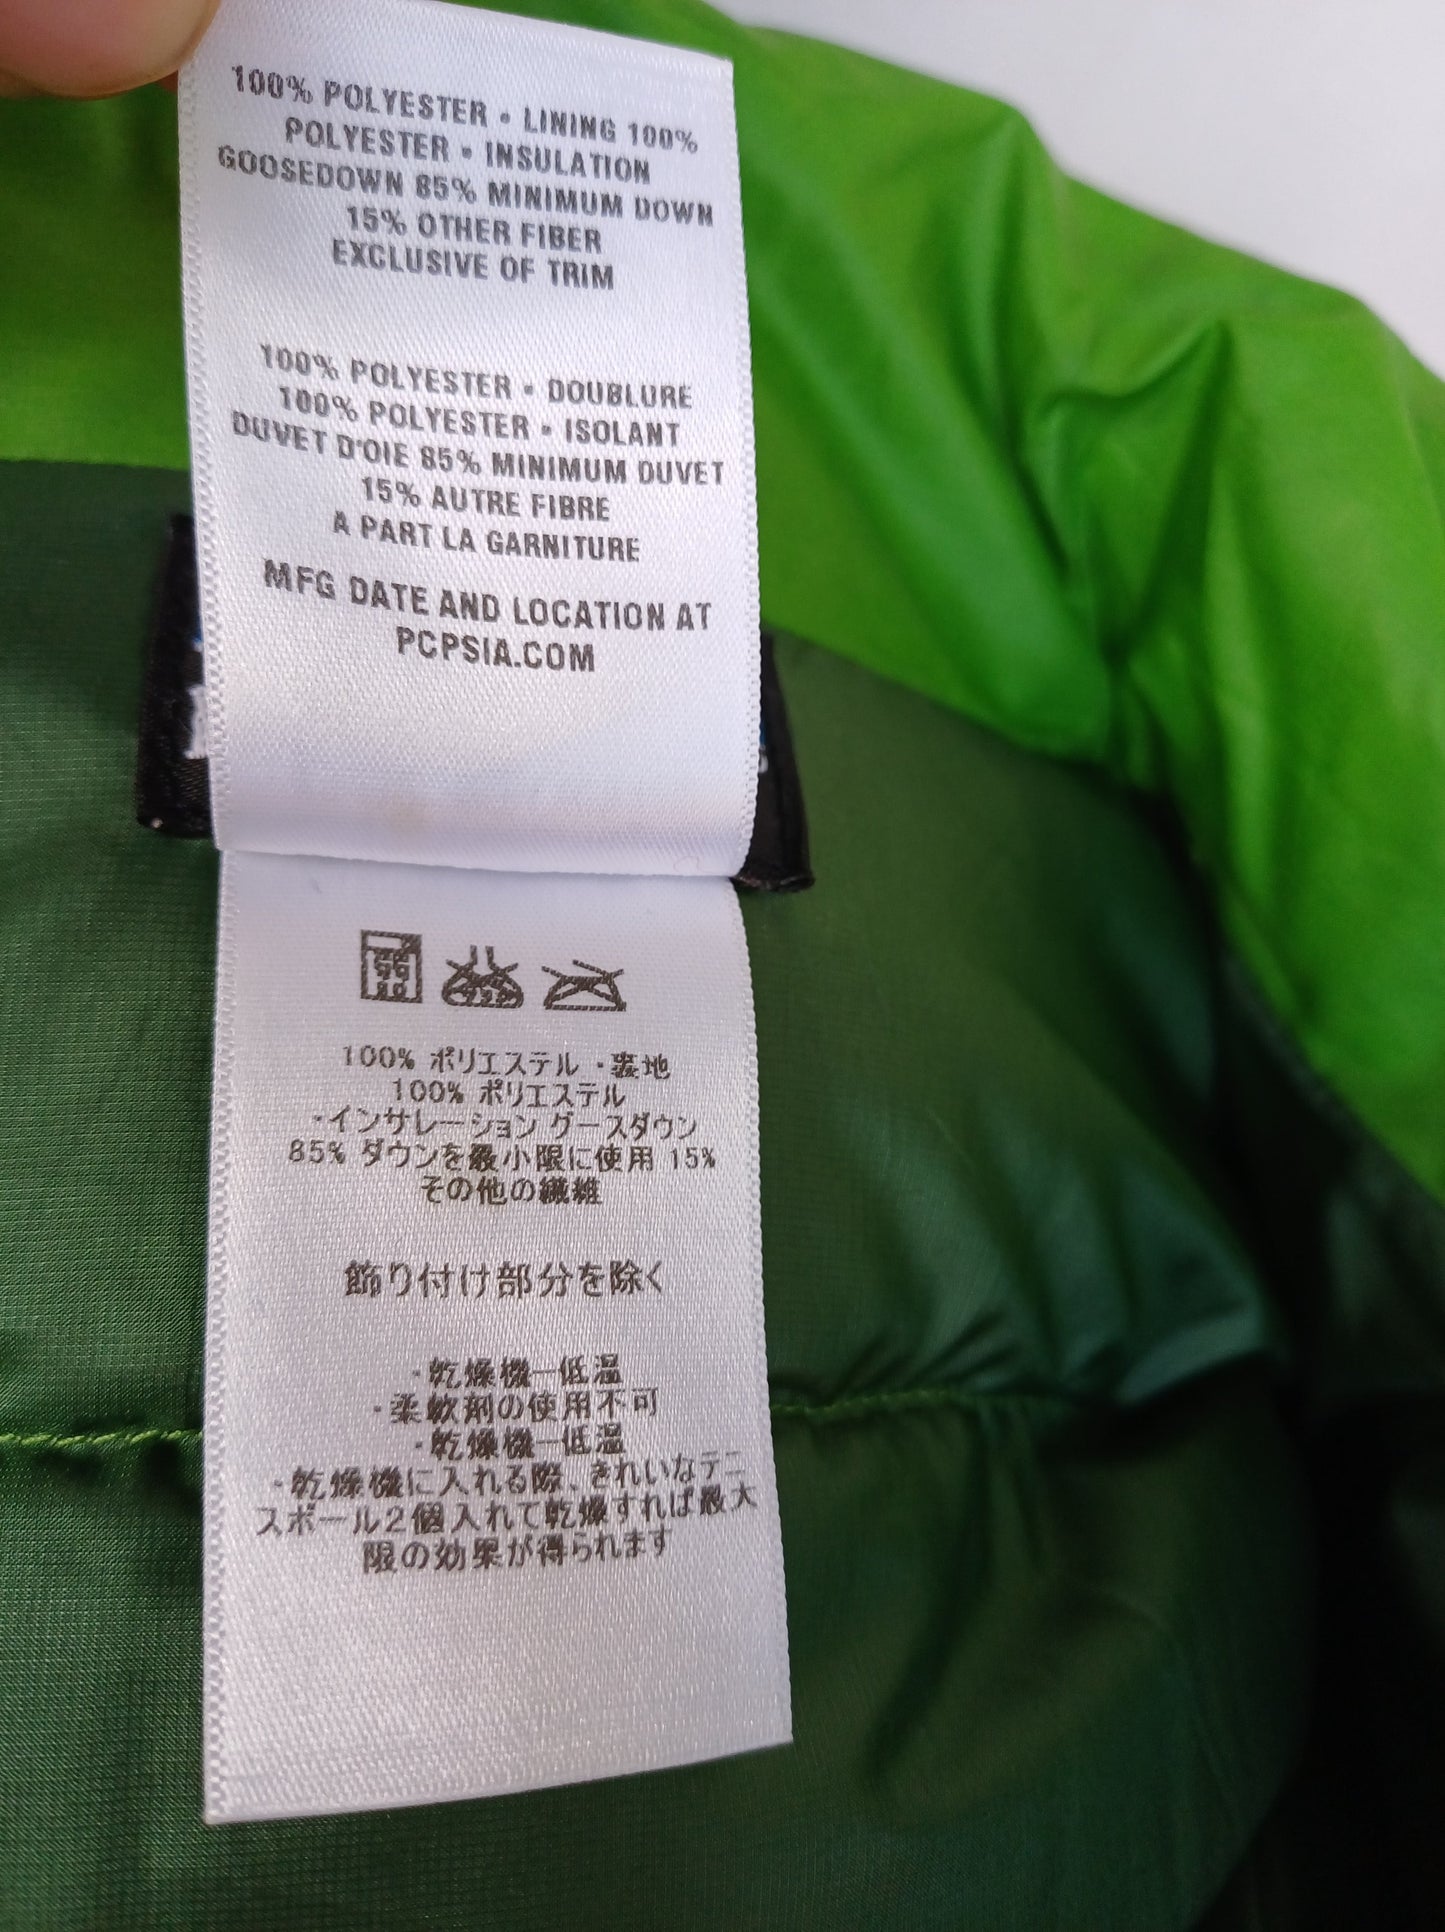 100% POLYESTER • LINING 100%
POLYESTER • INSULATION
GOOSEDOWN 85% MINIMUM DOWN
15% OTHER FIBER
EXCLUSIVE OF TRIM
100% POLYESTER • DOUBLURE
100% POLYESTER • ISOLANT
DUVET D'OIE 85% MINIMUM DUVET
15% AUTRE FIBRE
A PART LA GARNITURE
MFG DATE AND LOCATION AT
PCPSIA.COM
100% ポリエステル ・裏地
100% ポリエステル
・インサレーション グースダウン
85% ダウンを最小限に使用 15%
その他の繊維
飾り付け部分を除く
・乾燥機一低温
・柔軟剤の使用不可
・乾燥機一低温
・乾燥機に入れる際、きれいなテニ
スボール2個入れて乾燥すれば最大
限の効果が得られます